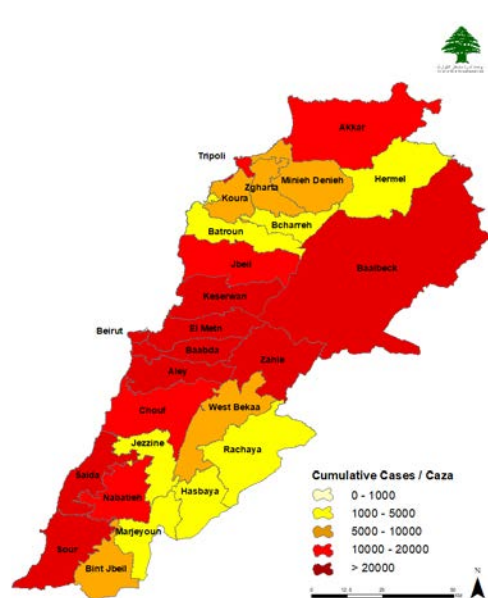 Akkar
Tripoli
Hermel
Minieh Denieh
Zgharta
Koura
Bcharreh
Batroun
Baalbeck
Jbeil
Keserwan
Beirut
El Metn
Baabda
Zahle
Aley
Chouf
West Bekaa
Jezzine
Rachaya
Saida
Hasbaya
Nabatieh
Marjeyoun
Sour
Bint Jbeil
Cumulative Cases / Caza
0 - 1000
1000 - 5000
5000 - 10000
10000 - 20000
> 20000
N